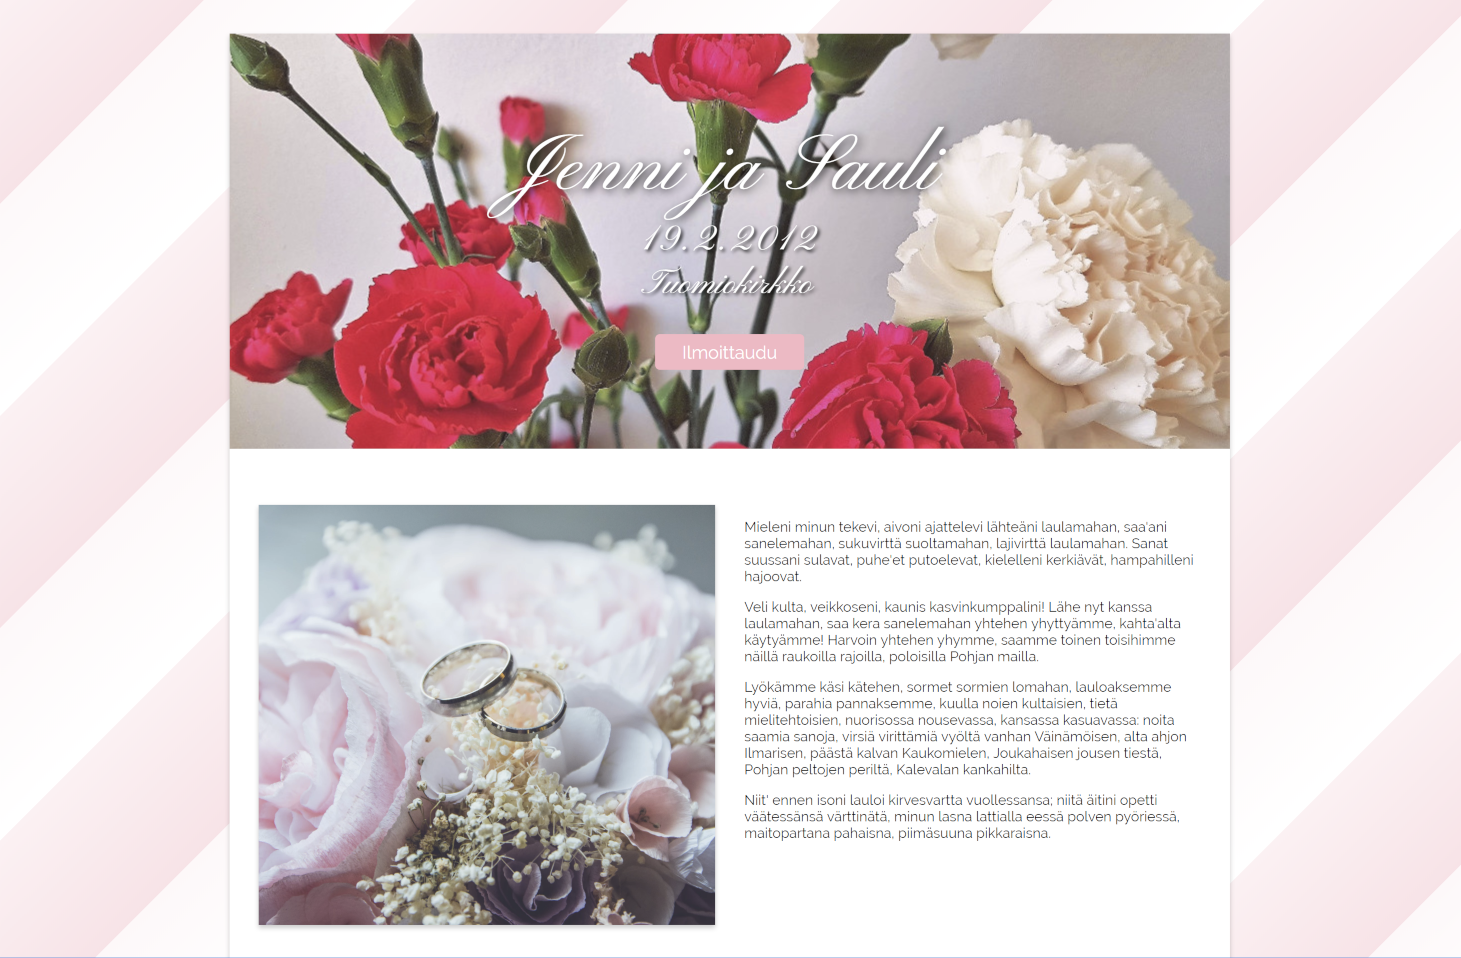 Jenni ja Sauli
19.2.2012
Tuomiokirkko
Ilmoittaudu
Mieleni minun tekevi, aivoni ajattelevi lähteäni laulamahan, saa'ani
sanelemahan, sukuvirttä suoltamahan, lajivirttä laulamahan. Sanat
suussani sulavat, puhe'et putoelevat, kielelleni kerkiävät, hampahilleni
hajoovat.
Veli kulta, veikkoseni, kaunis kasvinkumppalini! Lähe nyt kanssa
laulamahan, saa kera sanelemahan yhtehen yhyttyämme, kahta'alta
käytyämme! Harvoin yhtehen yhymme, saamme toinen toisihimme
näillä raukoilla rajoilla, poloisilla Pohjan mailla.
Lyökämme käsi kätehen, sormet sormien lomahan, lauloaksemme
hyviä, parahia pannaksemme, kuulla noien kultaisien, tietä
mielitehtoisien, nuorisossa nousevassa, kansassa kasuavassa: noita
saamia sanoja, virsiä virittämiä vyöltä vanhan Väinämöisen, alta ahjon
Ilmarisen, päästä kalvan Kaukomielen, Joukahaisen jousen tiestä,
Pohjan peltojen periltä, Kalevalan kankahilta.
Niit' ennen isoni lauloi kirvesvartta vuollessansa; niitä äitini opetti
väätessänsä värttinätä, minun lasna lattialla eessä polven pyöriessä,
maitopartana pahaisna, piimäsuuna pikkaraisna.